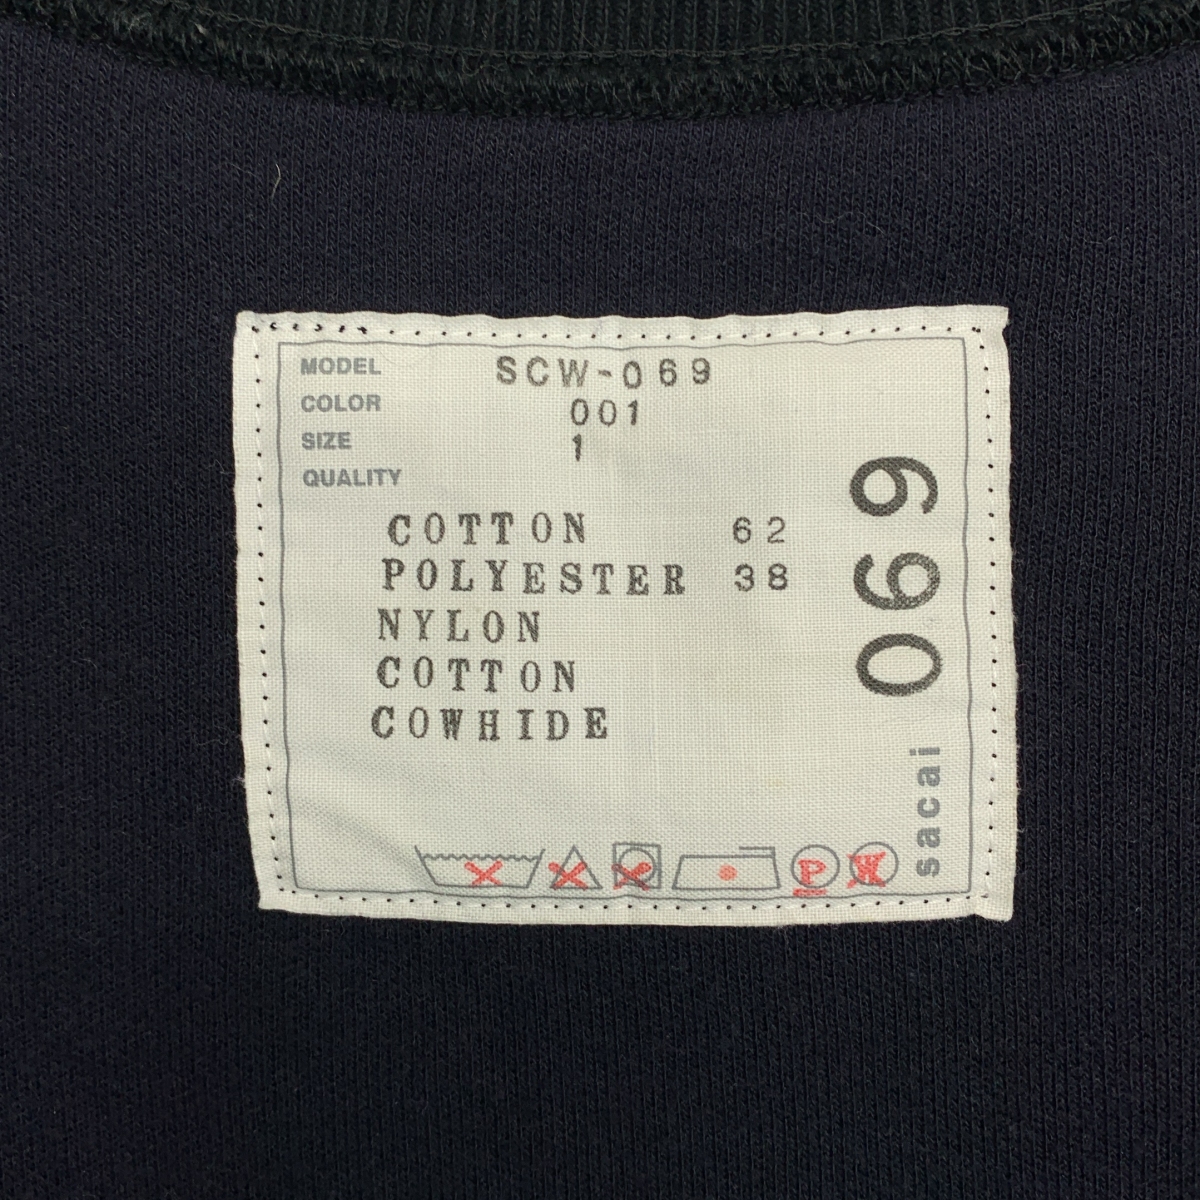 MODEL SCW-069
COLOR 001
SIZE 1
QUALITY
COTTON 62
POLYESTER 38
NYLON
COTTON
COWHIDE
sacai 069
P W